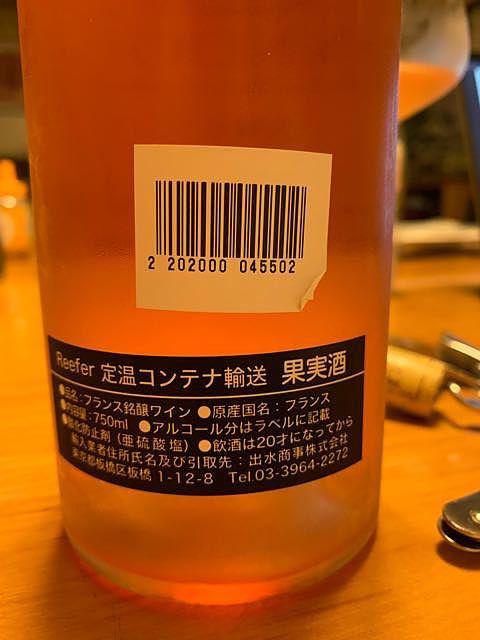 2 202000 045502
Reefer 定温コンテナ輸送 果実酒
●品名:フランス銘醸ワイン ●原産国名:フランス
●内容量:750ml ●アルコール分はラベルに記載
●酸化防止剤(亜硫酸塩) ●飲酒は20才になってから
輸入業者住所氏名及び引取先:出水商事株式会社
東京都板橋区板橋 1-12-8 Tel.03-3964-2272